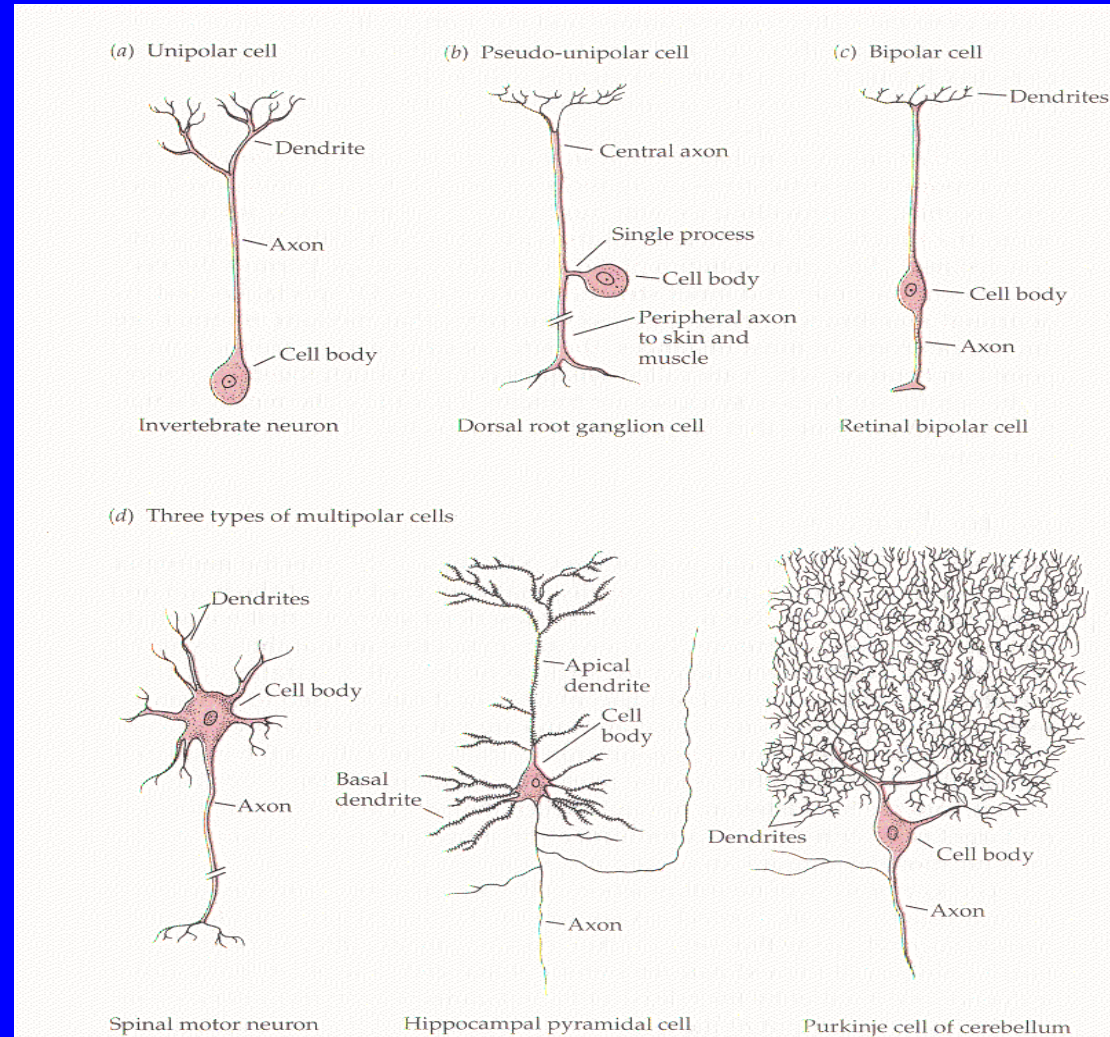 (a) Unipolar cell
(b) Pseudo-unipolar cell
(c) Bipolar cell
Dendrites
Dendrite
Central axon
Single process
Axon
Cell body
Cell body
Peripheral axon
to skin and
muscle
Cell body
Axon
Cell body
Invertebrate neuron
Dorsal root ganglion cell
Retinal bipolar cell
(d) Three types of multipolar cells
Dendrites
Cell body
Axon
Apical
dendrite
Cell
body
Basal
dendrite
Axon
Dendrites
Cell body
Axon
Spinal motor neuron
Hippocampal pyramidal cell
Purkinje cell of cerebellum